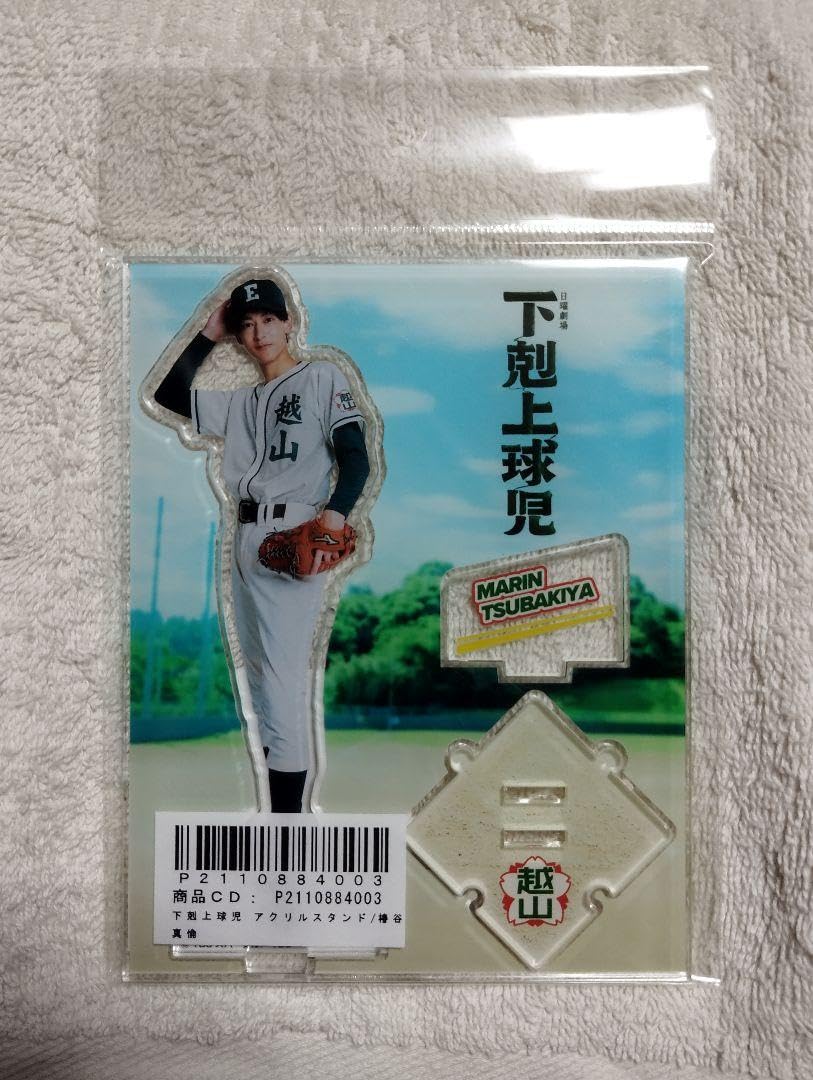 E
越
山
越
山
日曜劇場
下剋上球児
MARIN
TSUBAKIYA
越
山
P2110884003
商品CD: P2110884003
下剋上球児 アクリルスタンド/椿谷
真倫